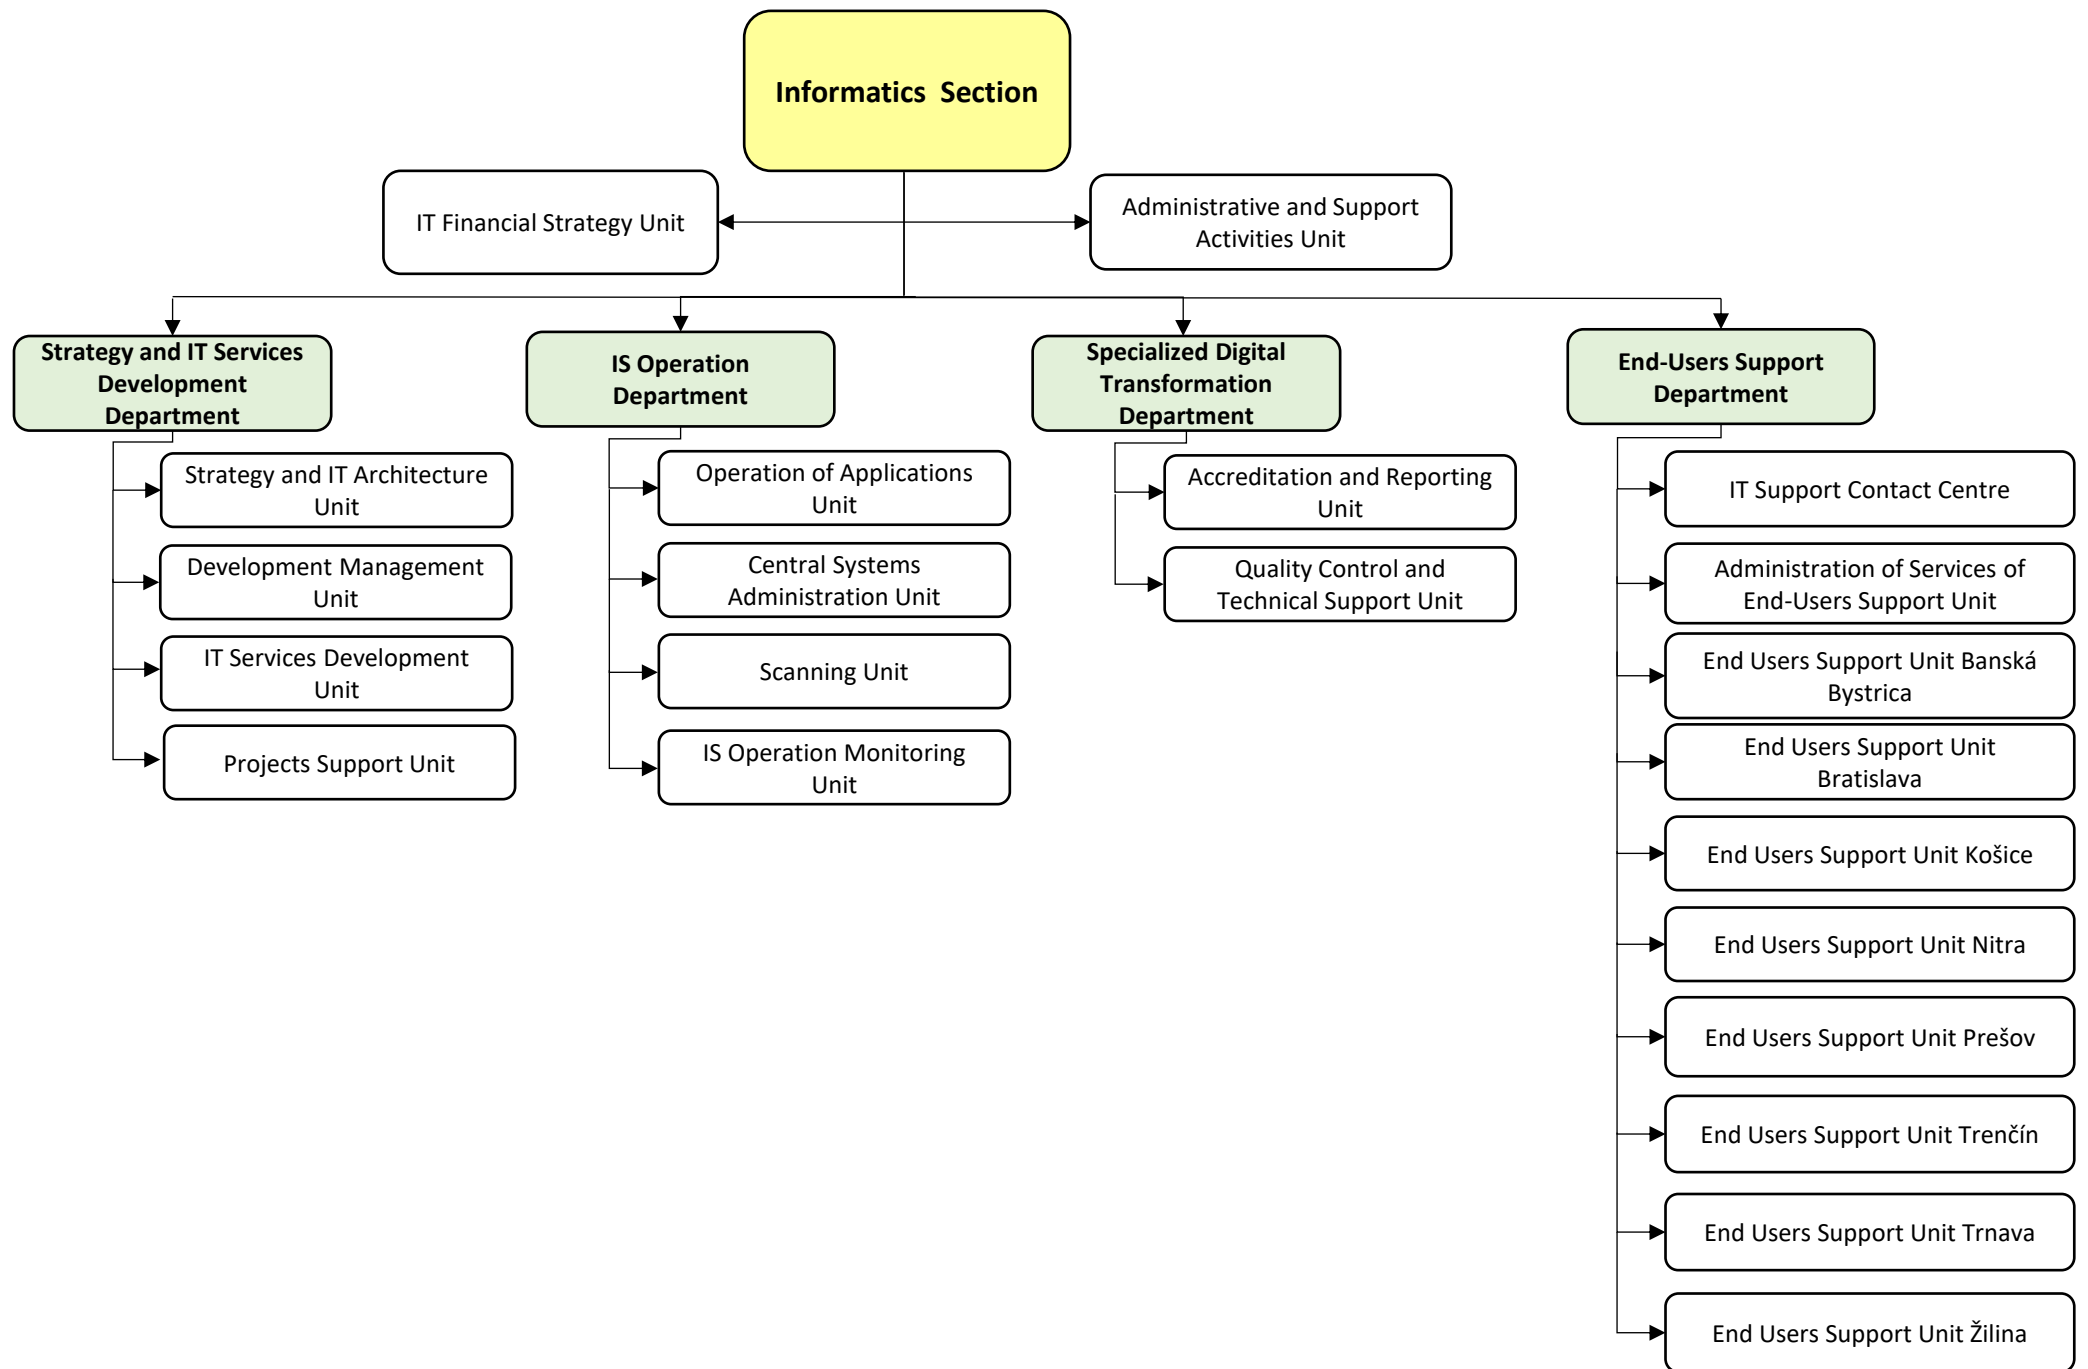 Informatics  Section
IT Financial Strategy Unit
Administrative and Support
Activities Unit
Strategy and IT Services
Development
Department
IS Operation
Department
Specialized Digital
Transformation
Department
End-Users Support
Department
Strategy and IT Architecture
Unit
Development Management
Unit
IT Services Development
Unit
Projects Support Unit
Operation of Applications
Unit
Central Systems
Administration Unit
Scanning Unit
IS Operation Monitoring
Unit
Accreditation and Reporting
Unit
Quality Control and
Technical Support Unit
IT Support Contact Centre
Administration of Services of
End-Users Support Unit
End Users Support Unit Banská
Bystrica
End Users Support Unit
Bratislava
End Users Support Unit Košice
End Users Support Unit Nitra
End Users Support Unit Prešov
End Users Support Unit Trenčín
End Users Support Unit Trnava
End Users Support Unit Žilina